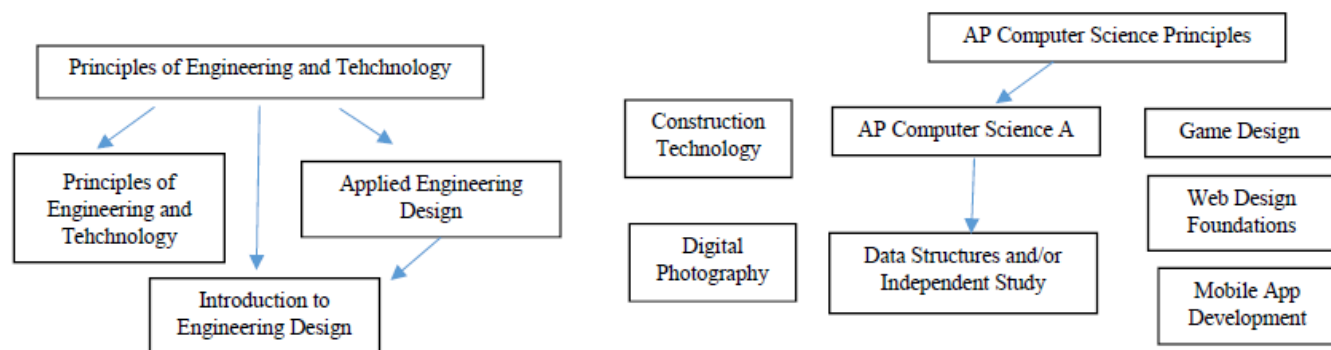 Principles of Engineering and Tehchnology
Principles of
Engineering and
Tehchnology
Applied Engineering
Design
Introduction to
Engineering Design
Construction
Technology
Digital
Photography
AP Computer Science Principles
AP Computer Science A
Data Structures and/or
Independent Study
Game Design
Web Design
Foundations
Mobile App
Development